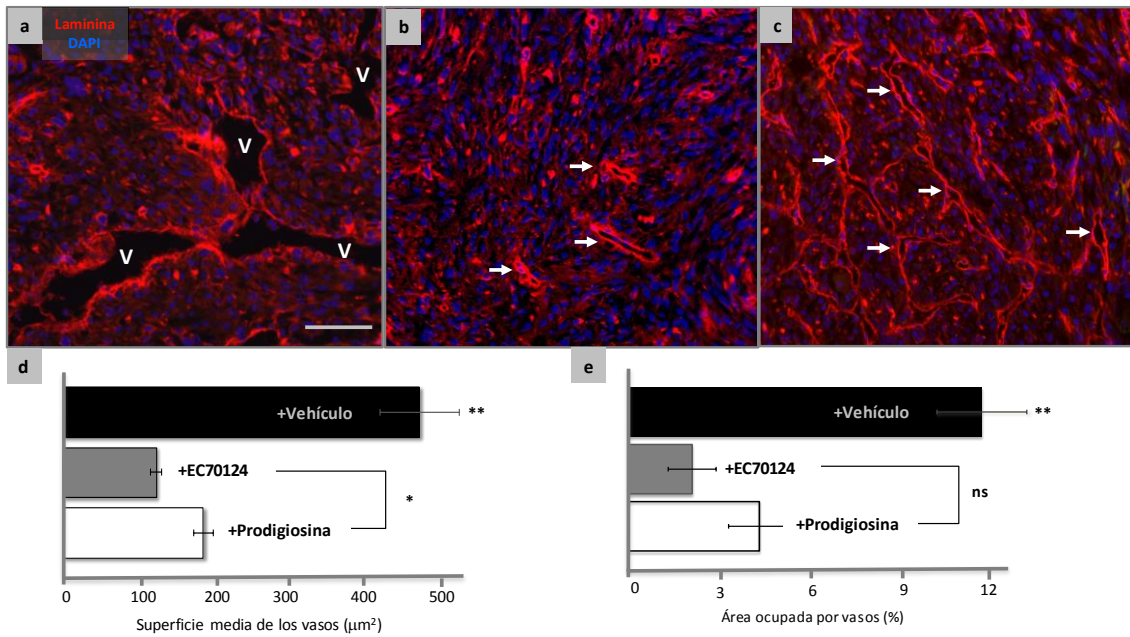 a
Laminina
DAPI
V
V
V
V
b
c
d
+Vehículo
**
+EC70124
*
+Prodigiosina
0 100 200 300 400 500
Superficie media de los vasos (μm²)
e
+Vehículo
**
+EC70124
ns
+Prodigiosina
0 3 6 9 12
Área ocupada por vasos (%)